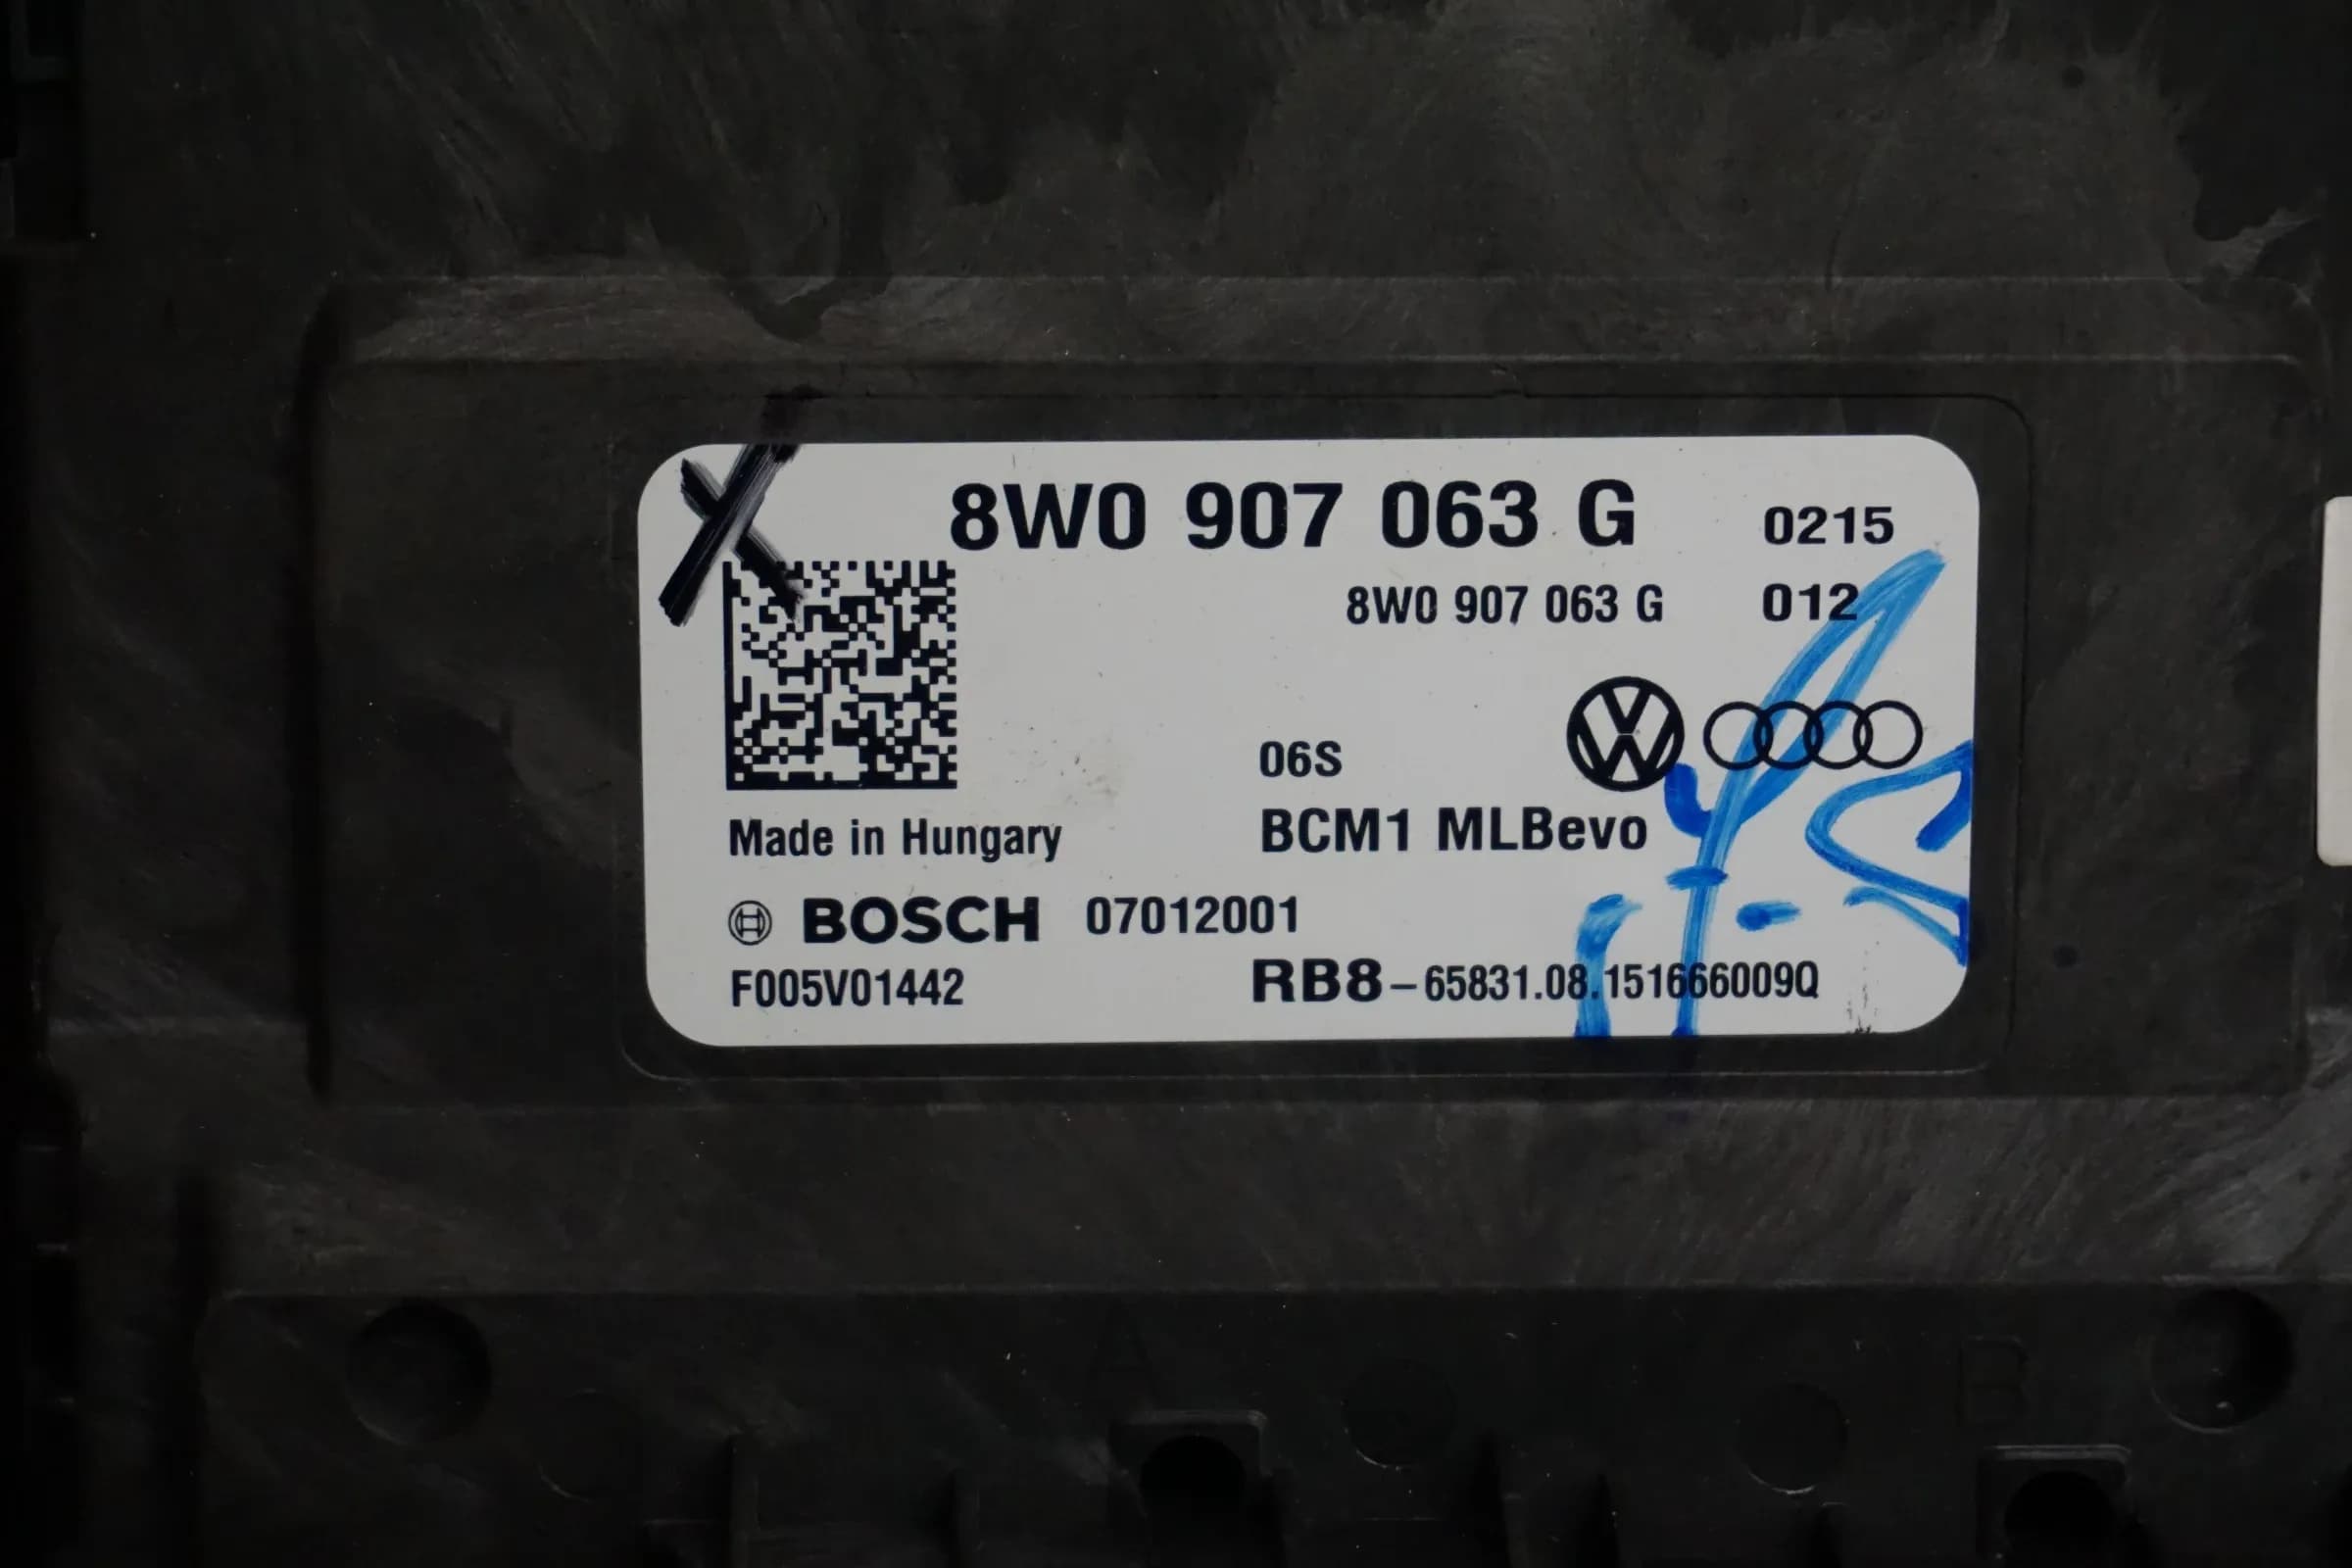 8W0 907 063 G 0215
8W0 907 063 G 012
06S
Made in Hungary BCM1 MLBevo
BOSCH 07012001
F005V01442 RB8-65831.08.151666009Q
A B